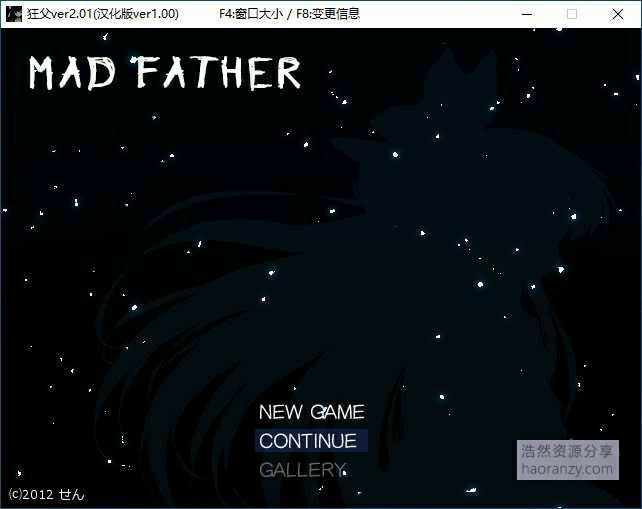 狂父ver2.01(汉化版ver1.00) F4:窗口大小 / F8:变更信息
MAD FATHER
NEW GAME
CONTINUE
GALLERY
浩然资源分享
haoranzy.com
(C)2012 せん